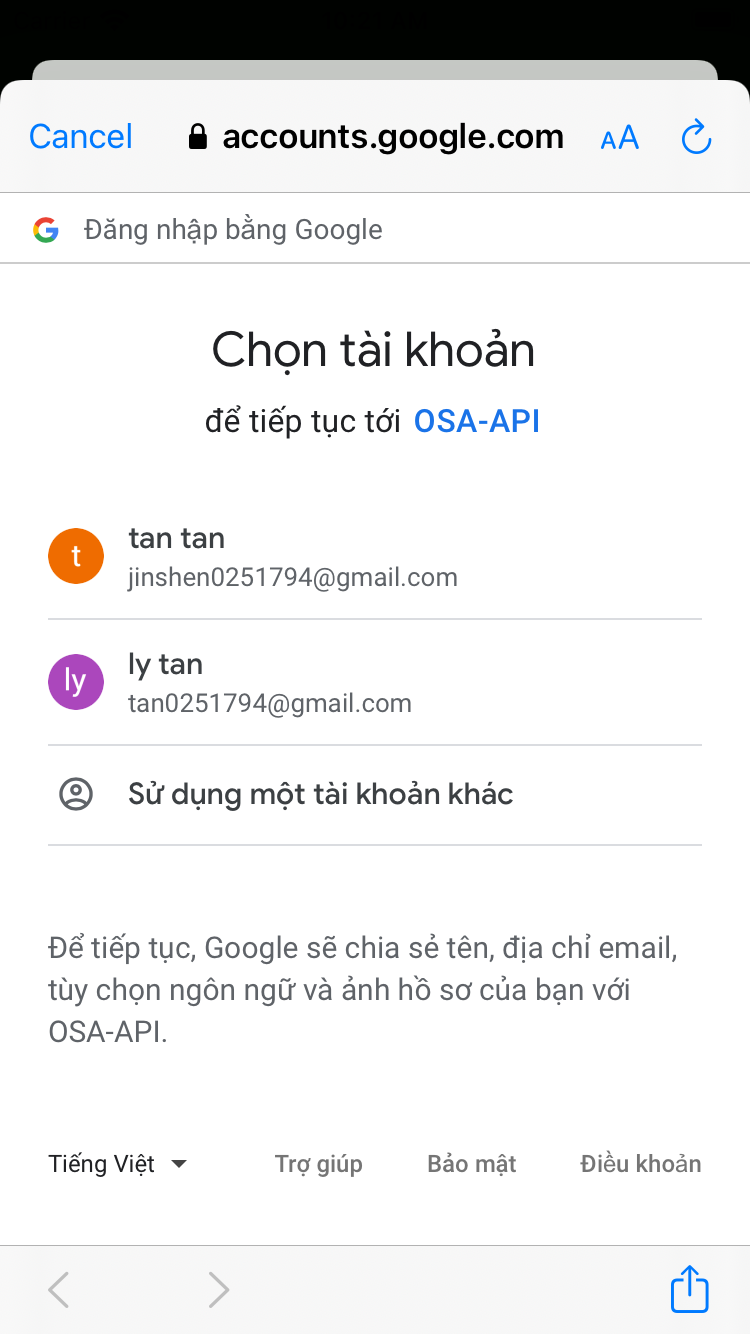 Cancel
accounts.google.com
AA
Đăng nhập bằng Google
Chọn tài khoản
để tiếp tục tới OSA-API
t
tan tan
jinshen0251794@gmail.com
ly
ly tan
tan0251794@gmail.com
Sử dụng một tài khoản khác
Để tiếp tục, Google sẽ chia sẻ tên, địa chỉ email,
tùy chọn ngôn ngữ và ảnh hồ sơ của bạn với
OSA-API.
Tiếng Việt
Trợ giúp
Bảo mật
Điều khoản